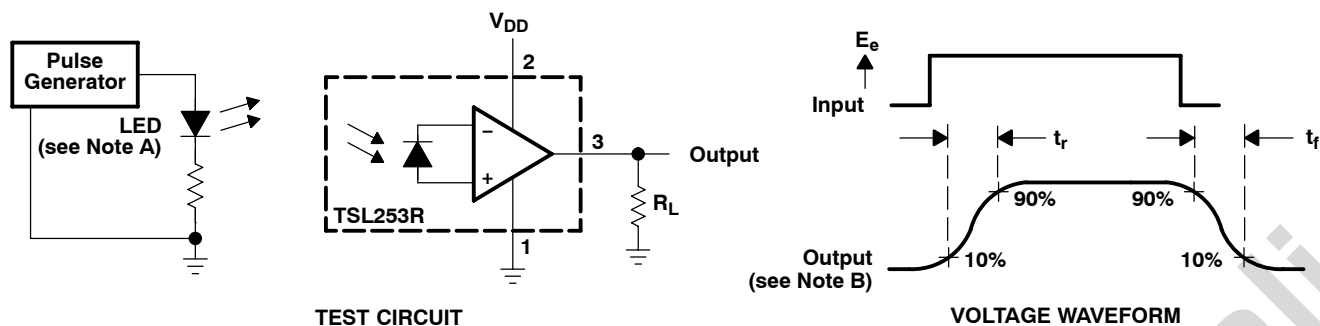 Pulse
Generator
LED
(see Note A)
VDD
2
−
+
3
Output
RL
TSL253R
1
TEST CIRCUIT
Ee
Input
tr
tf
90%
90%
10%
10%
Output
(see Note B)
VOLTAGE WAVEFORM